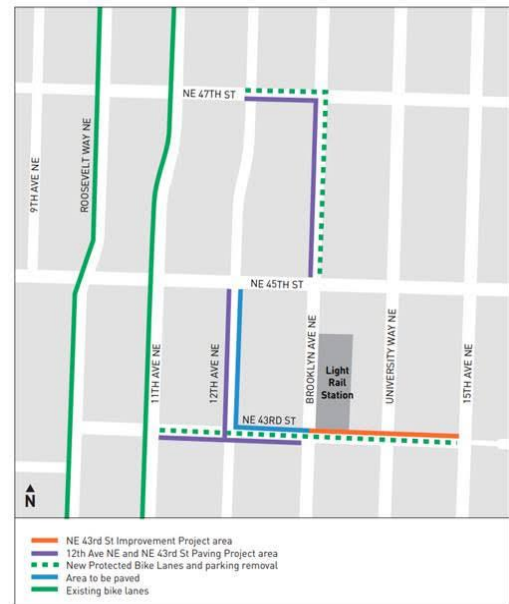 NE 47TH ST
9TH AVE NE
ROOSEVELT WAY NE
NE 45TH ST
11TH AVE NE
12TH AVE NE
BROOKLYN AVE NE
Light
Rail
Station
UNIVERSITY WAY NE
15TH AVE NE
NE 43RD ST
N
NE 43rd St Improvement Project area
12th Ave NE and NE 43rd St Paving Project area
New Protected Bike Lanes and parking removal
Area to be paved
Existing bike lanes